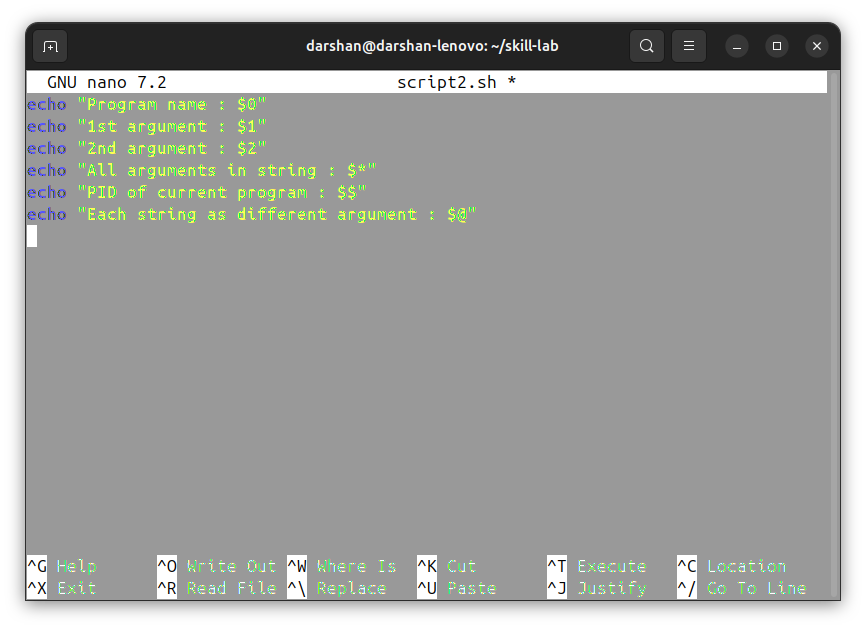 darshan@darshan-lenovo: ~/skill-lab
GNU nano 7.2 script2.sh *
echo "Program name : $0"
echo "1st argument : $1"
echo "2nd argument : $2"
echo "All arguments in string : $*"
echo "PID of current program : $$"
echo "Each string as different argument : $@"
^G Help ^O Write Out ^W Where Is ^K Cut ^T Execute ^C Location
^X Exit ^R Read File ^\ Replace ^U Paste ^J Justify ^/ Go To Line